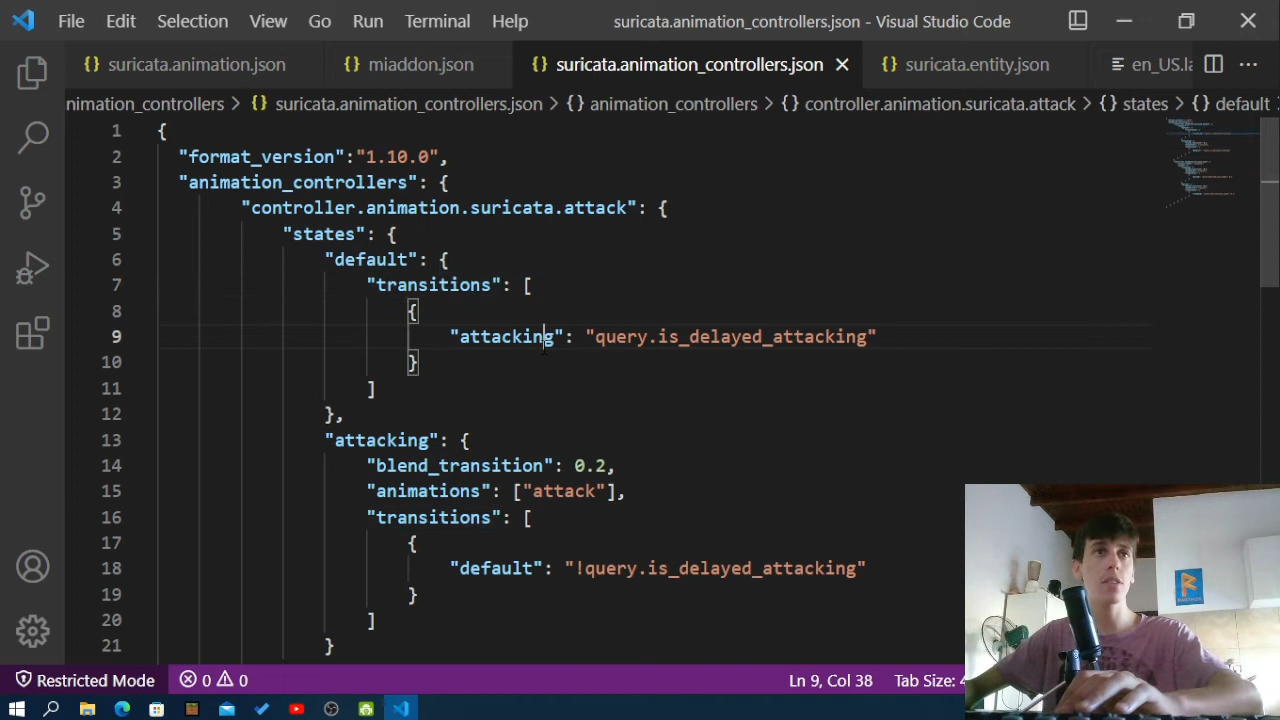 File Edit Selection View Go Run Terminal Help suricata.animation_controllers.json - Visual Studio Code
suricata.animation.json miaddon.json suricata.animation_controllers.json suricata.entity.json en_US.la
nimation_controllers > {} suricata.animation_controllers.json > {} animation_controllers > {} controller.animation.suricata.attack > {} states > {} default >
1 {
2 "format_version":"1.10.0",
3 "animation_controllers": {
4 "controller.animation.suricata.attack": {
5 "states": {
6 "default": {
7 "transitions": [
8 {
9 "attacking": "query.is_delayed_attacking"
10 }
11 ]
12 },
13 "attacking": {
14 "blend_transition": 0.2,
15 "animations": ["attack"],
16 "transitions": [
17 {
18 "default": "!query.is_delayed_attacking"
19 }
20 ]
21 }
Restricted Mode 0 0 Ln 9, Col 38 Tab Size: